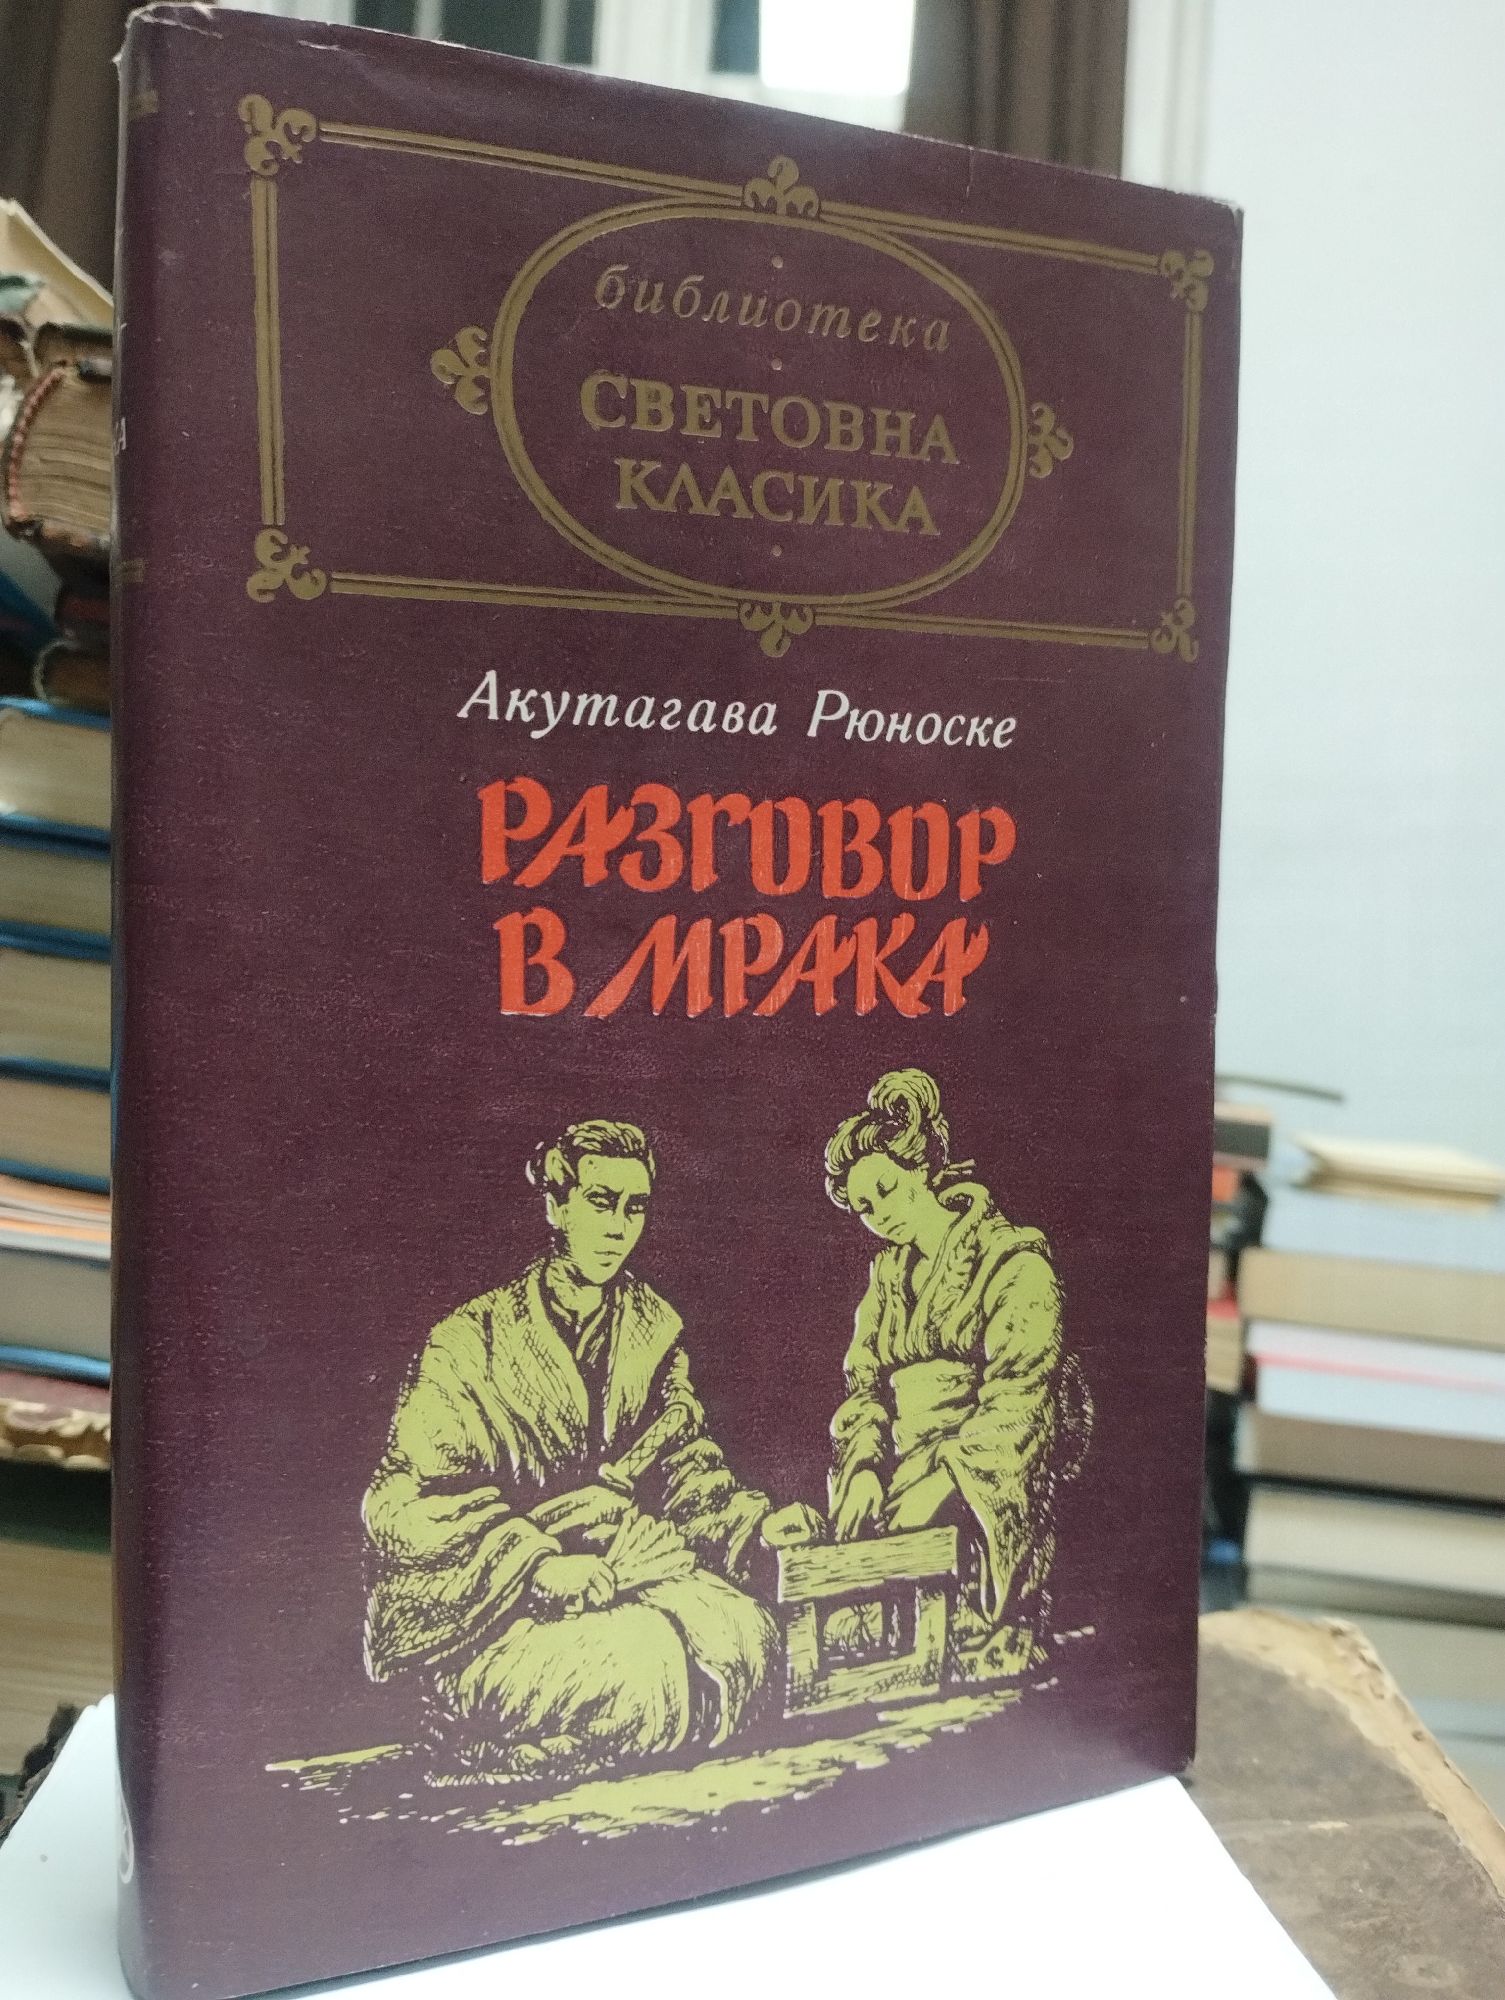 библиотека
СВЕТОВНА
КЛАСИКА
Акутагава Рюноске
РАЗГОВОР
В МРАКА